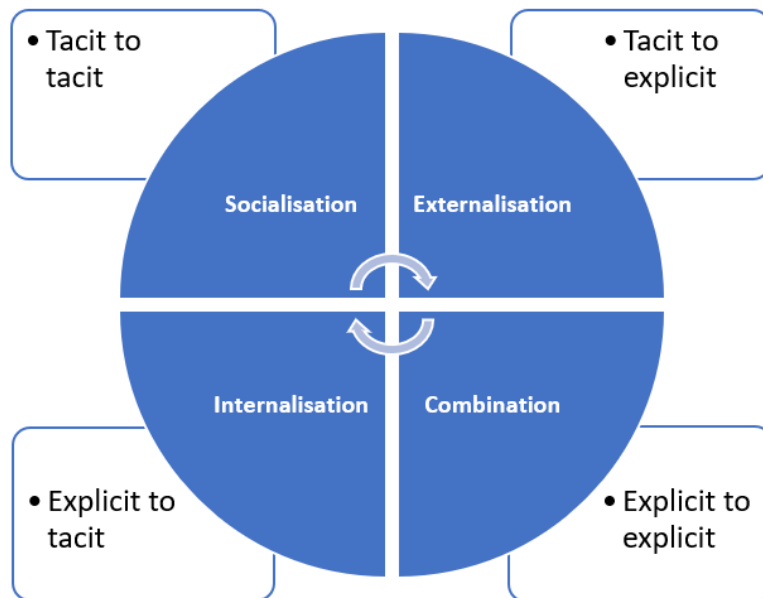 • Tacit to
tacit
• Tacit to
explicit
Socialisation
Externalisation
Internalisation
Combination
• Explicit to
tacit
• Explicit to
explicit